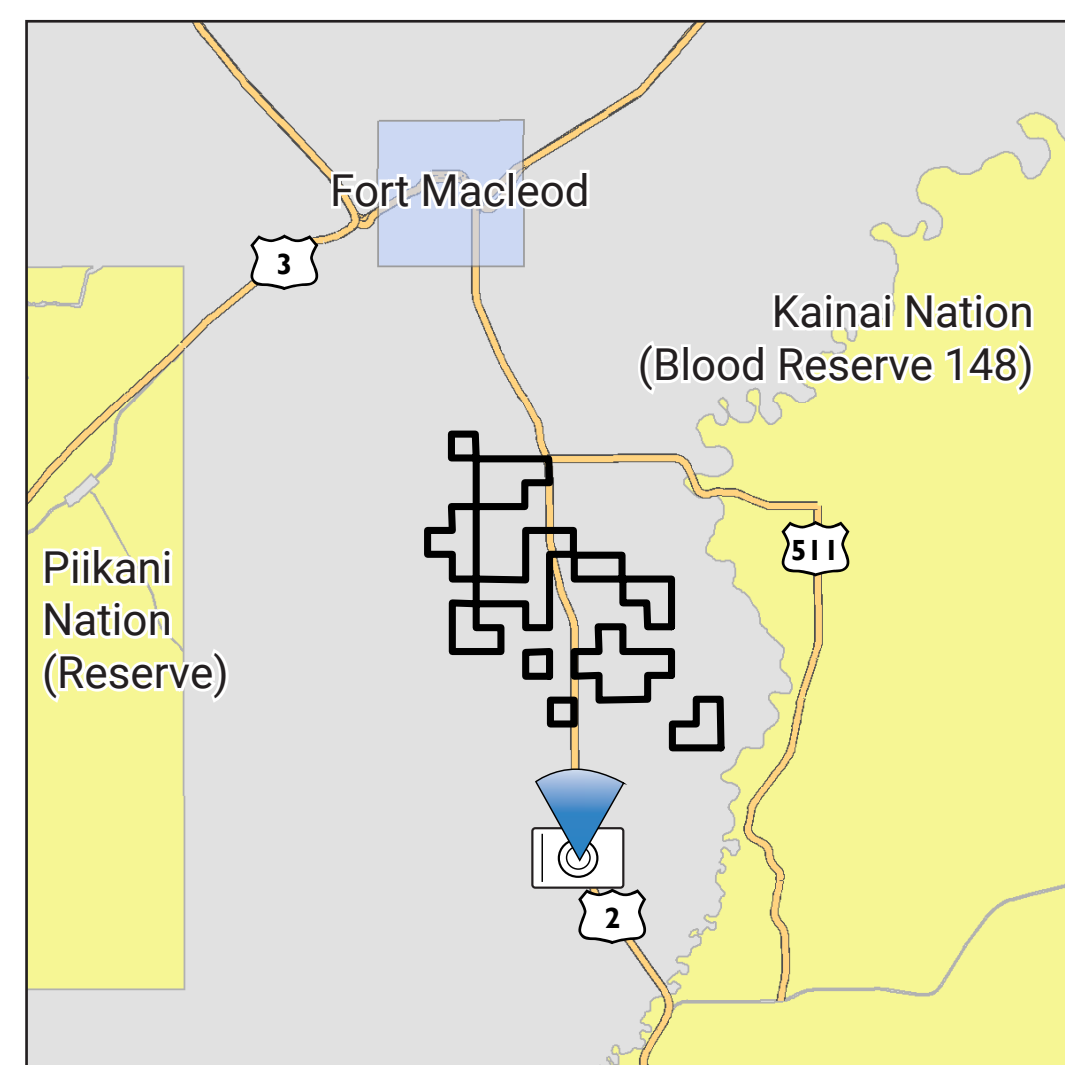 Fort Macleod
3
Kainai Nation
(Blood Reserve 148)
511
Piikani
Nation
(Reserve)
2